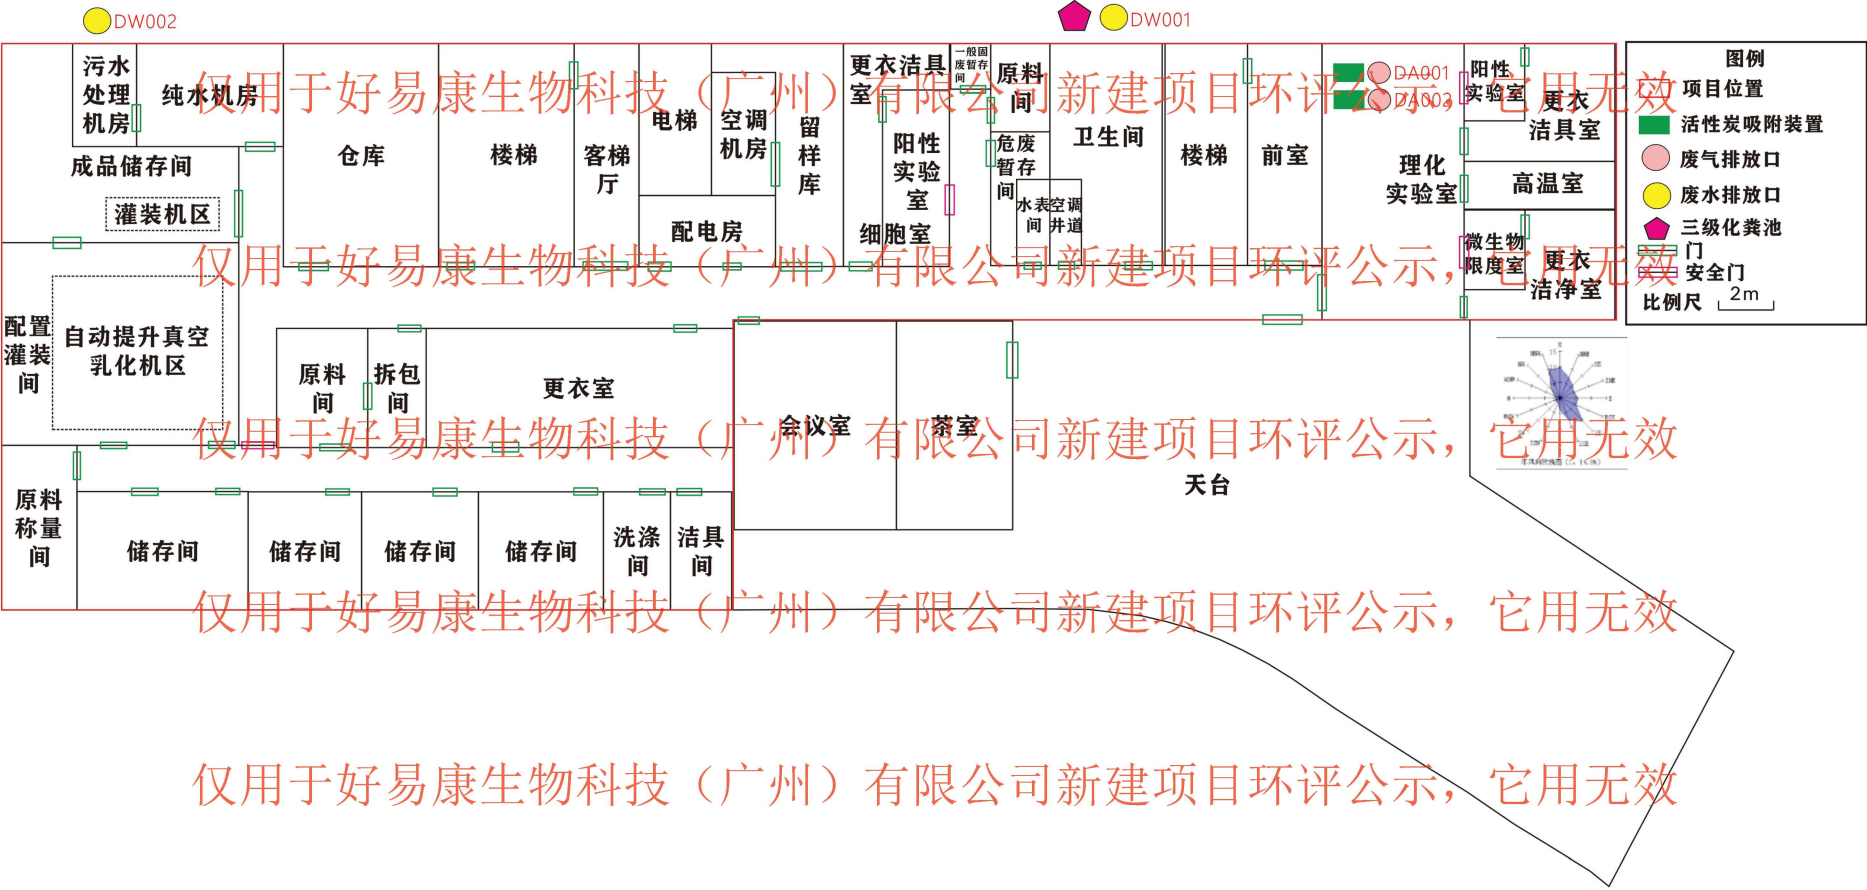 DW002
DW001
污水
处理
机房
纯水机房
成品储存间
灌装机区
仓库
楼梯
客梯
厅
电梯
空调
机房
配电房
留
样
库
更衣洁具
室
阳性
实验
室
细胞室
一般固
废暂存
间
原料
间
危废
暂存
间
水表
间
空调
井道
卫生间
楼梯
前室
DA001
DA002
理化
实验室
阳性
实验室
更衣
洁具室
高温室
微生物
限度室
更衣
洁净室
图例
项目位置
活性炭吸附装置
废气排放口
废水排放口
三级化粪池
门
安全门
比例尺
2m
配置
灌装
间
自动提升真空
乳化机区
原料
间
拆包
间
更衣室
会议室
茶室
天台
原料
称量
间
储存间
储存间
储存间
储存间
洗涤
间
洁具
间
仅用于好易康生物科技（广州）有限公司新建项目环评公示，它用无效
仅用于好易康生物科技（广州）有限公司新建项目环评公示，它用无效
仅用于好易康生物科技（广州）有限公司新建项目环评公示，它用无效
仅用于好易康生物科技（广州）有限公司新建项目环评公示，它用无效
仅用于好易康生物科技（广州）有限公司新建项目环评公示，它用无效